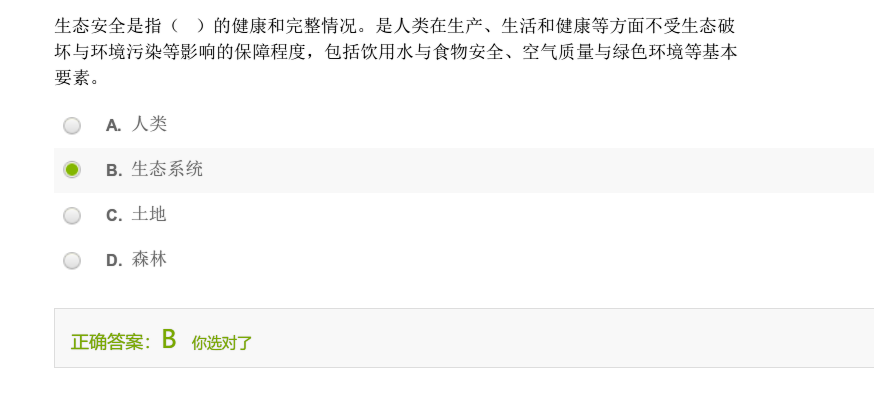 生态安全是指（　）的健康和完整情况。是人类在生产、生活和健康等方面不受生态破
坏与环境污染等影响的保障程度，包括饮用水与食物安全、空气质量与绿色环境等基本
要素。
A. 人类
B. 生态系统
C. 土地
D. 森林
正确答案：B 你选对了